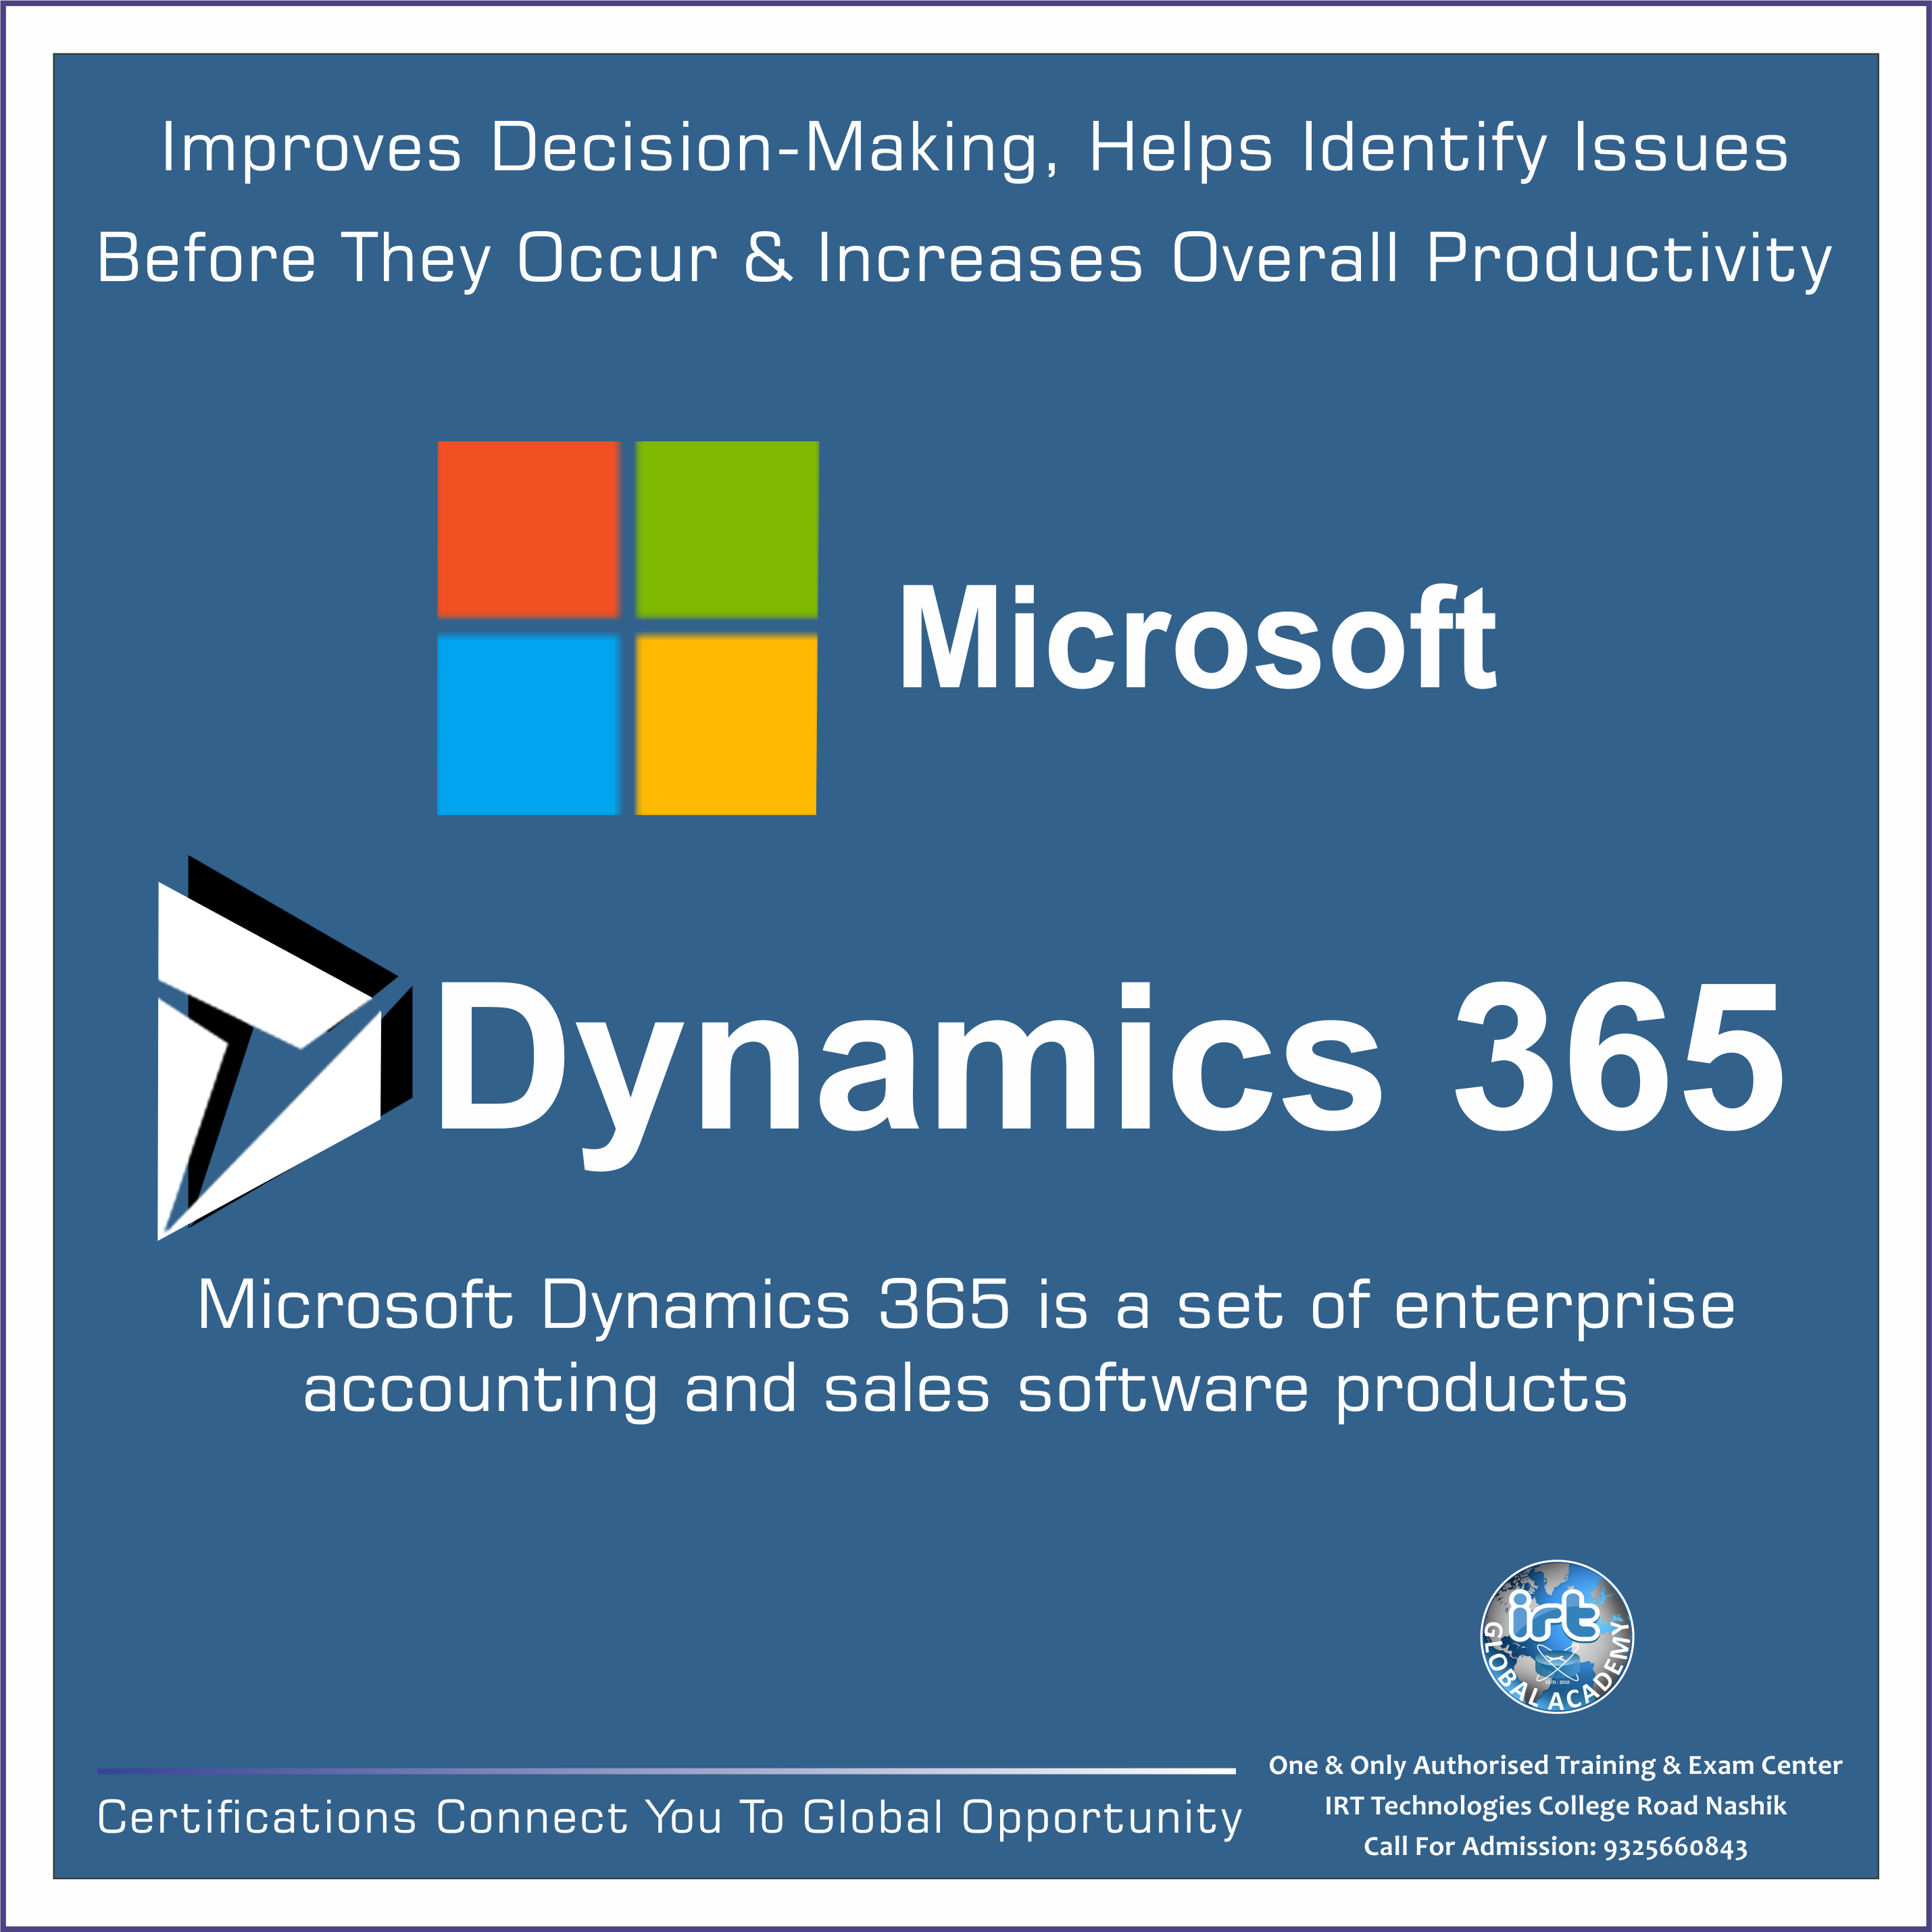 Improves Decision-Making, Helps Identify Issues
Before They Occur & Increases Overall Productivity
Microsoft
Dynamics 365
Microsoft Dynamics 365 is a set of enterprise
accounting and sales software products
irt
GLOBAL ACADEMY
ESTD - 2010
One & Only Authorised Training & Exam Center
IRT Technologies College Road Nashik
Call For Admission: 9325660843
Certifications Connect You To Global Opportunity